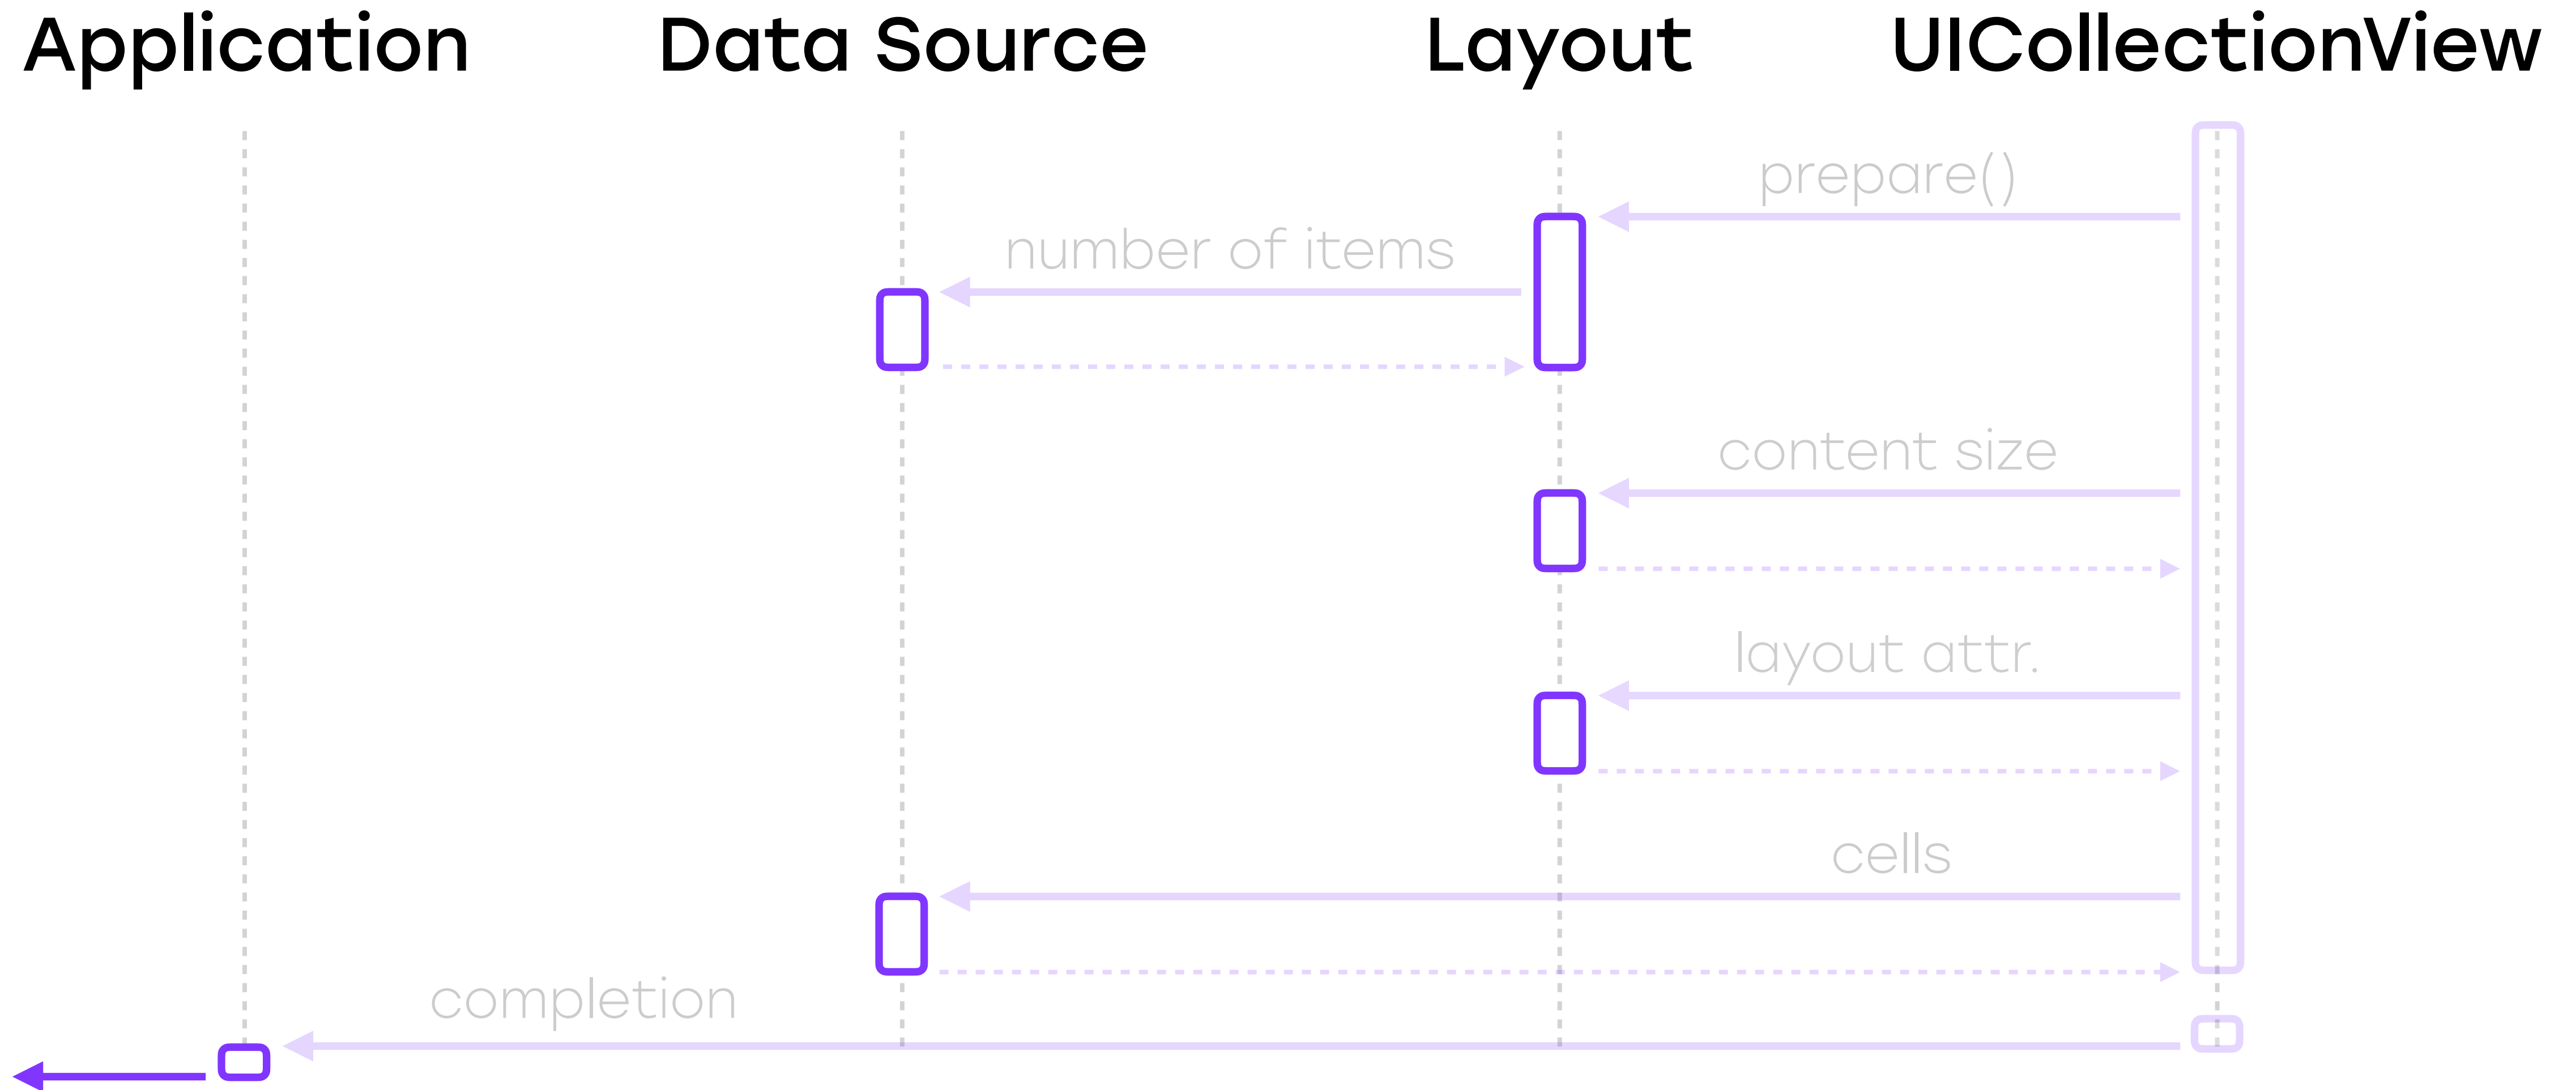 Application
Data Source
Layout
UICollectionView
prepare()
number of items
content size
layout attr.
cells
completion